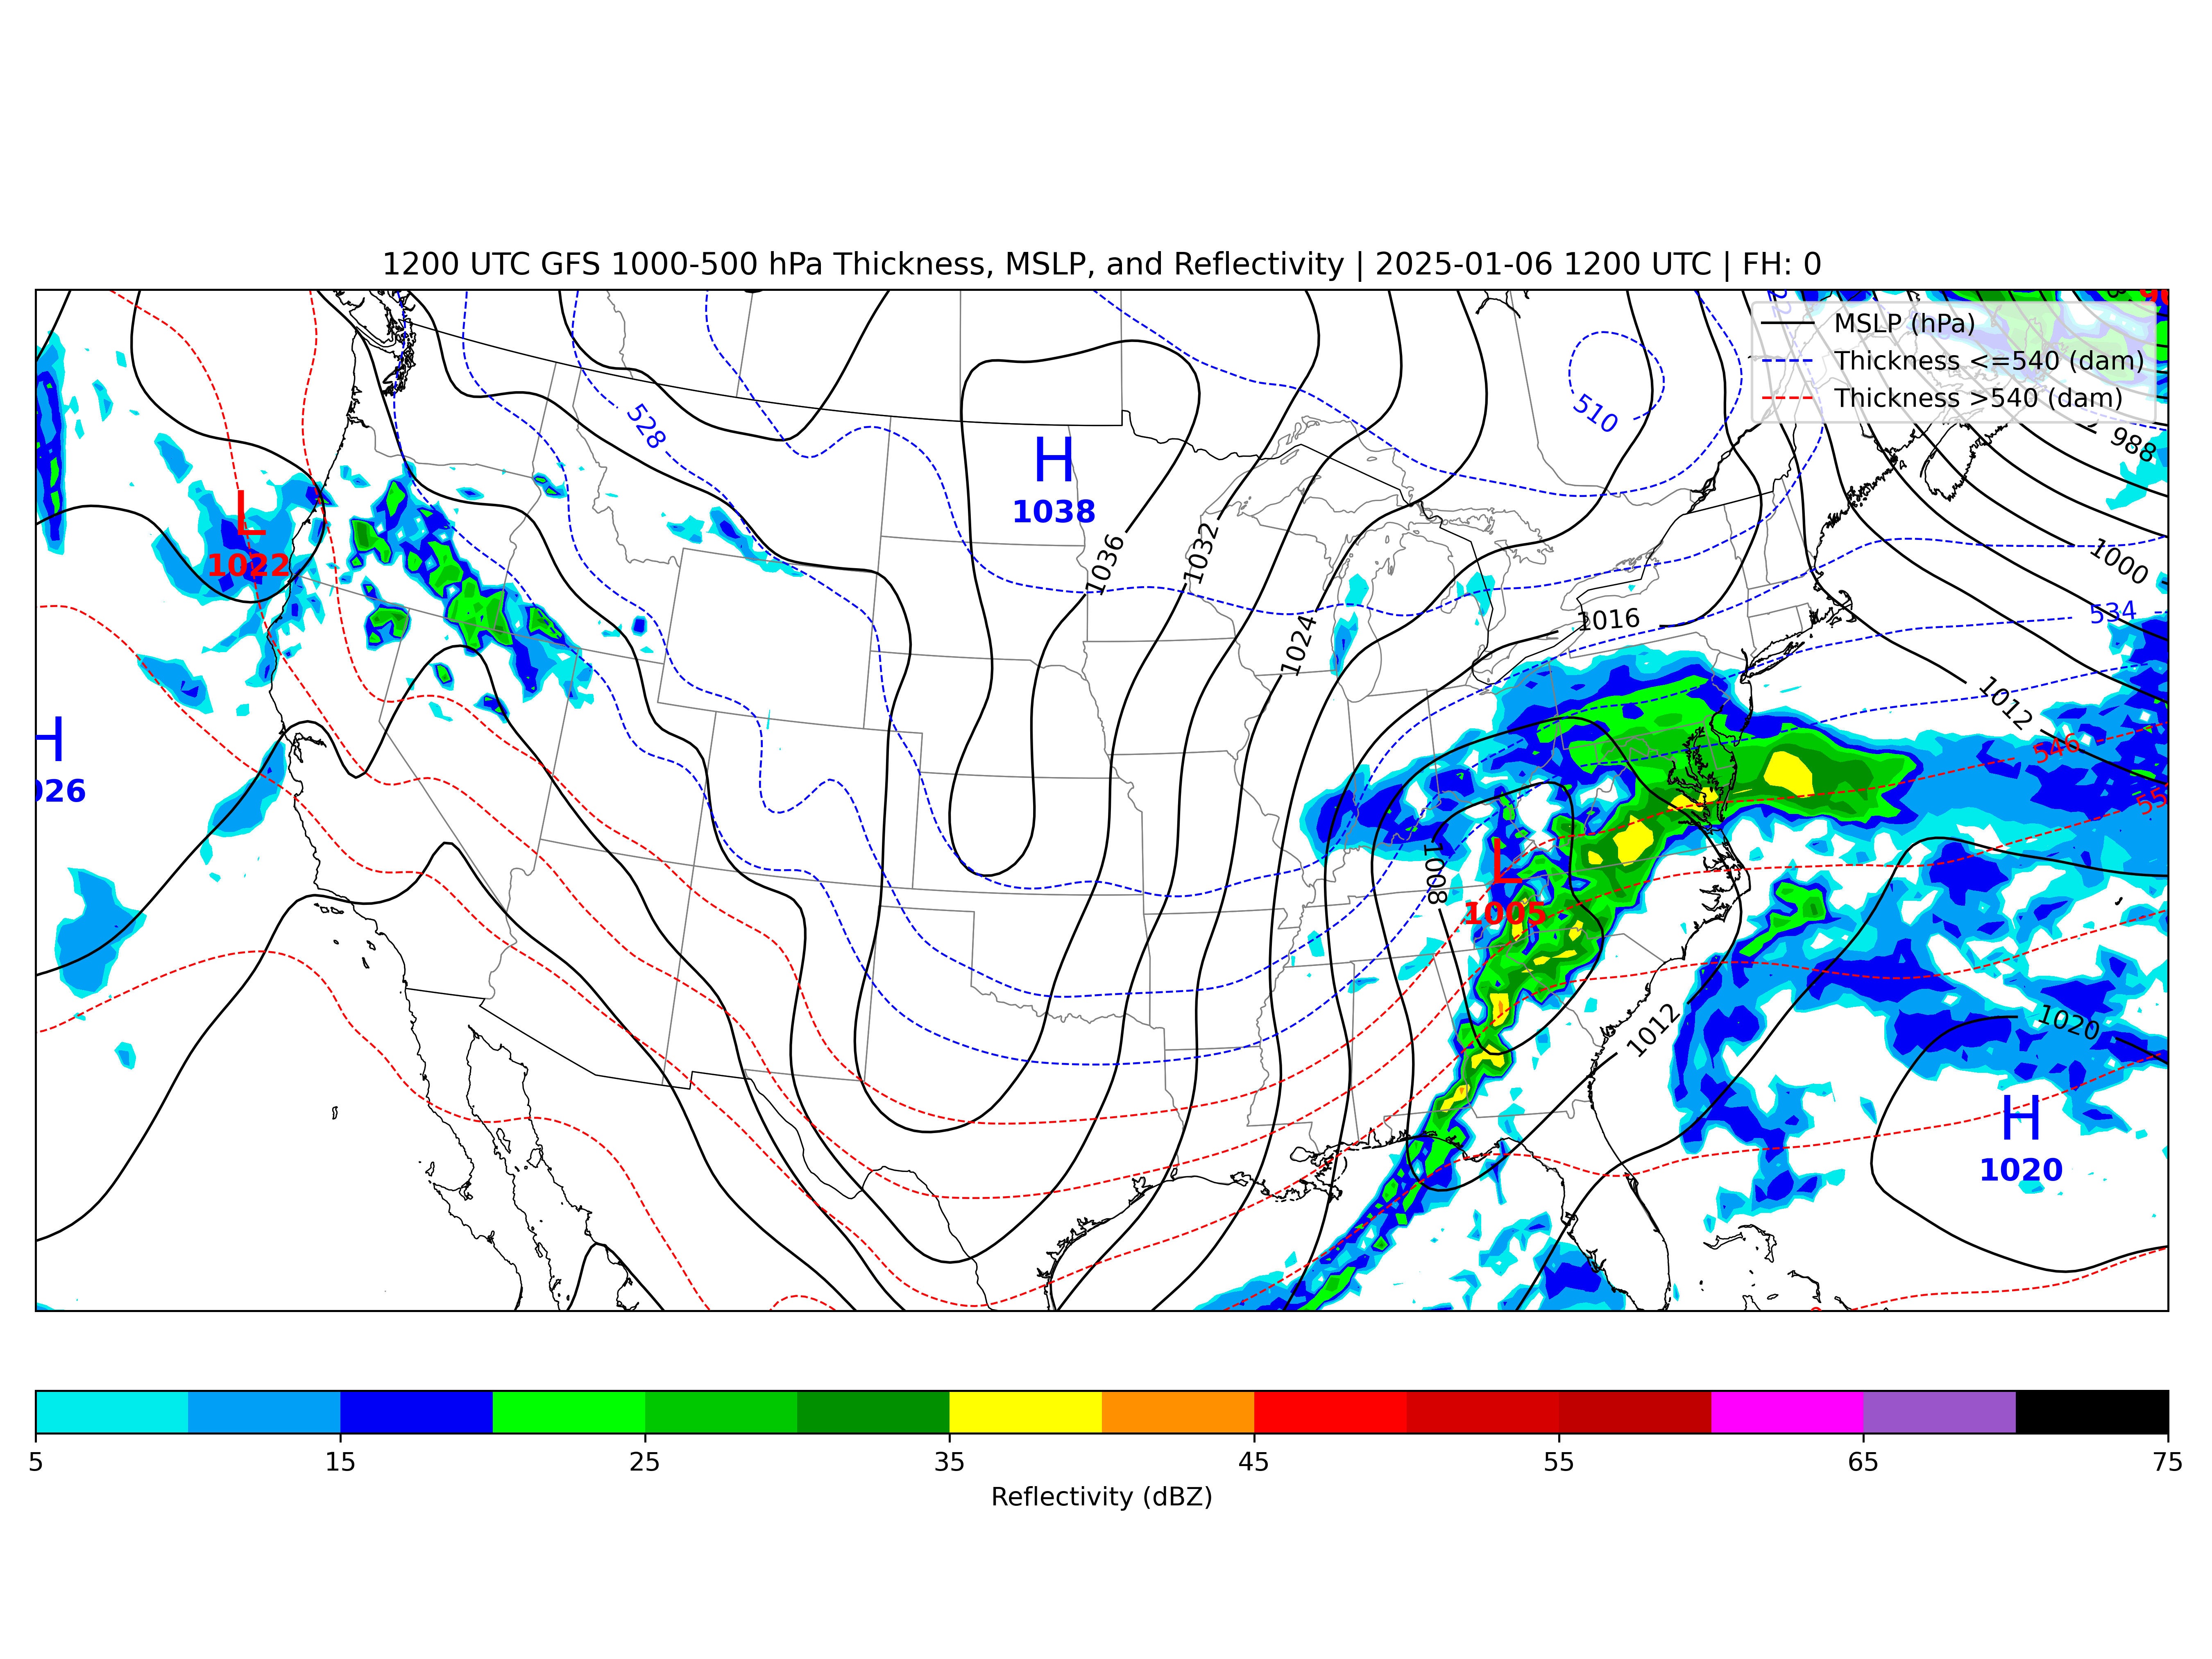 1200 UTC GFS 1000-500 hPa Thickness, MSLP, and Reflectivity | 2025-01-06 1200 UTC | FH: 0
MSLP (hPa)
Thickness <=540 (dam)
Thickness >540 (dam)
528
510
988
H
1038
L
1022
1036
1032
1000
534
1016
1024
1012
H
026
546
L
1005
1008
1012
1020
H
1020
5
15
25
35
45
55
65
75
Reflectivity (dBZ)